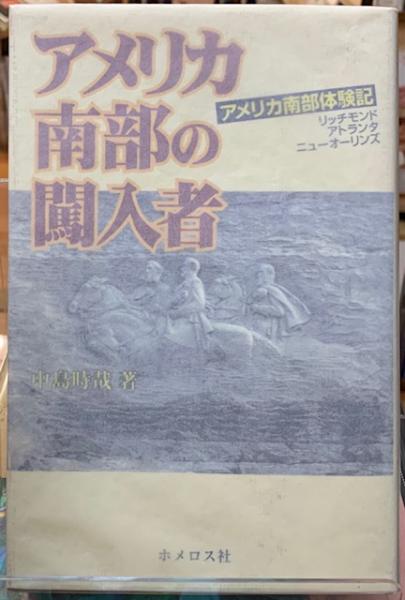 アメリカ
南部の
闖入者
アメリカ南部体験記
リッチモンド
アトランタ
ニューオーリンズ
中島時哉 著
ホメロス社